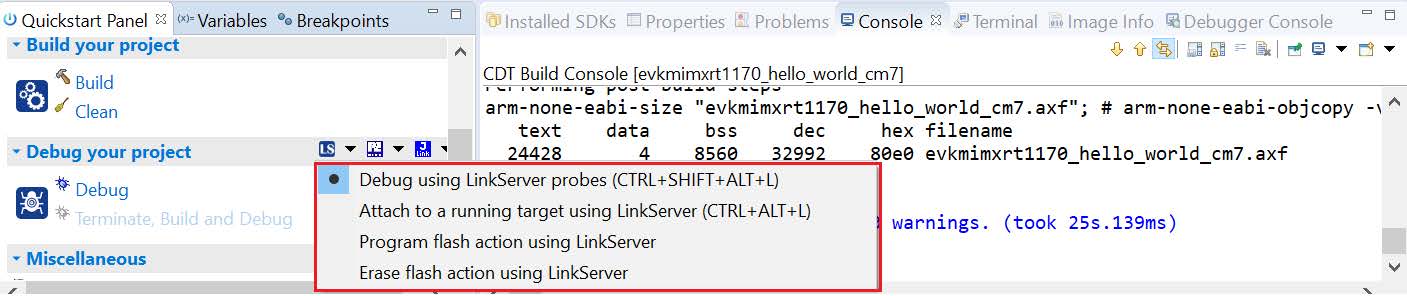 Quickstart Panel (x)= Variables Breakpoints
Build your project
Build
Clean
Debug your project LS Link
Debug
Terminate, Build and Debug
Miscellaneous
Debug using LinkServer probes (CTRL+SHIFT+ALT+L)
Attach to a running target using LinkServer (CTRL+ALT+L)
Program flash action using LinkServer
Erase flash action using LinkServer
Installed SDKs Properties Problems Console Terminal Image Info Debugger Console
CDT Build Console [evkmimxrt1170_hello_world_cm7]
Performing post-build steps
arm-none-eabi-size "evkmimxrt1170_hello_world_cm7.axf"; # arm-none-eabi-objcopy -v
text data bss dec hex filename
24428 4 8560 32992 80e0 evkmimxrt1170_hello_world_cm7.axf
warnings. (took 25s.139ms)